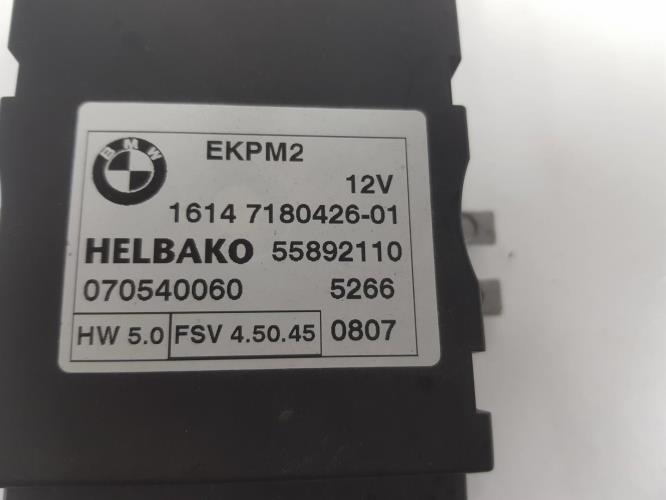 BMW
EKPM2
12V
1614 7180426-01
HELBAKO 55892110
070540060 5266
HW 5.0 FSV 4.50.45 0807